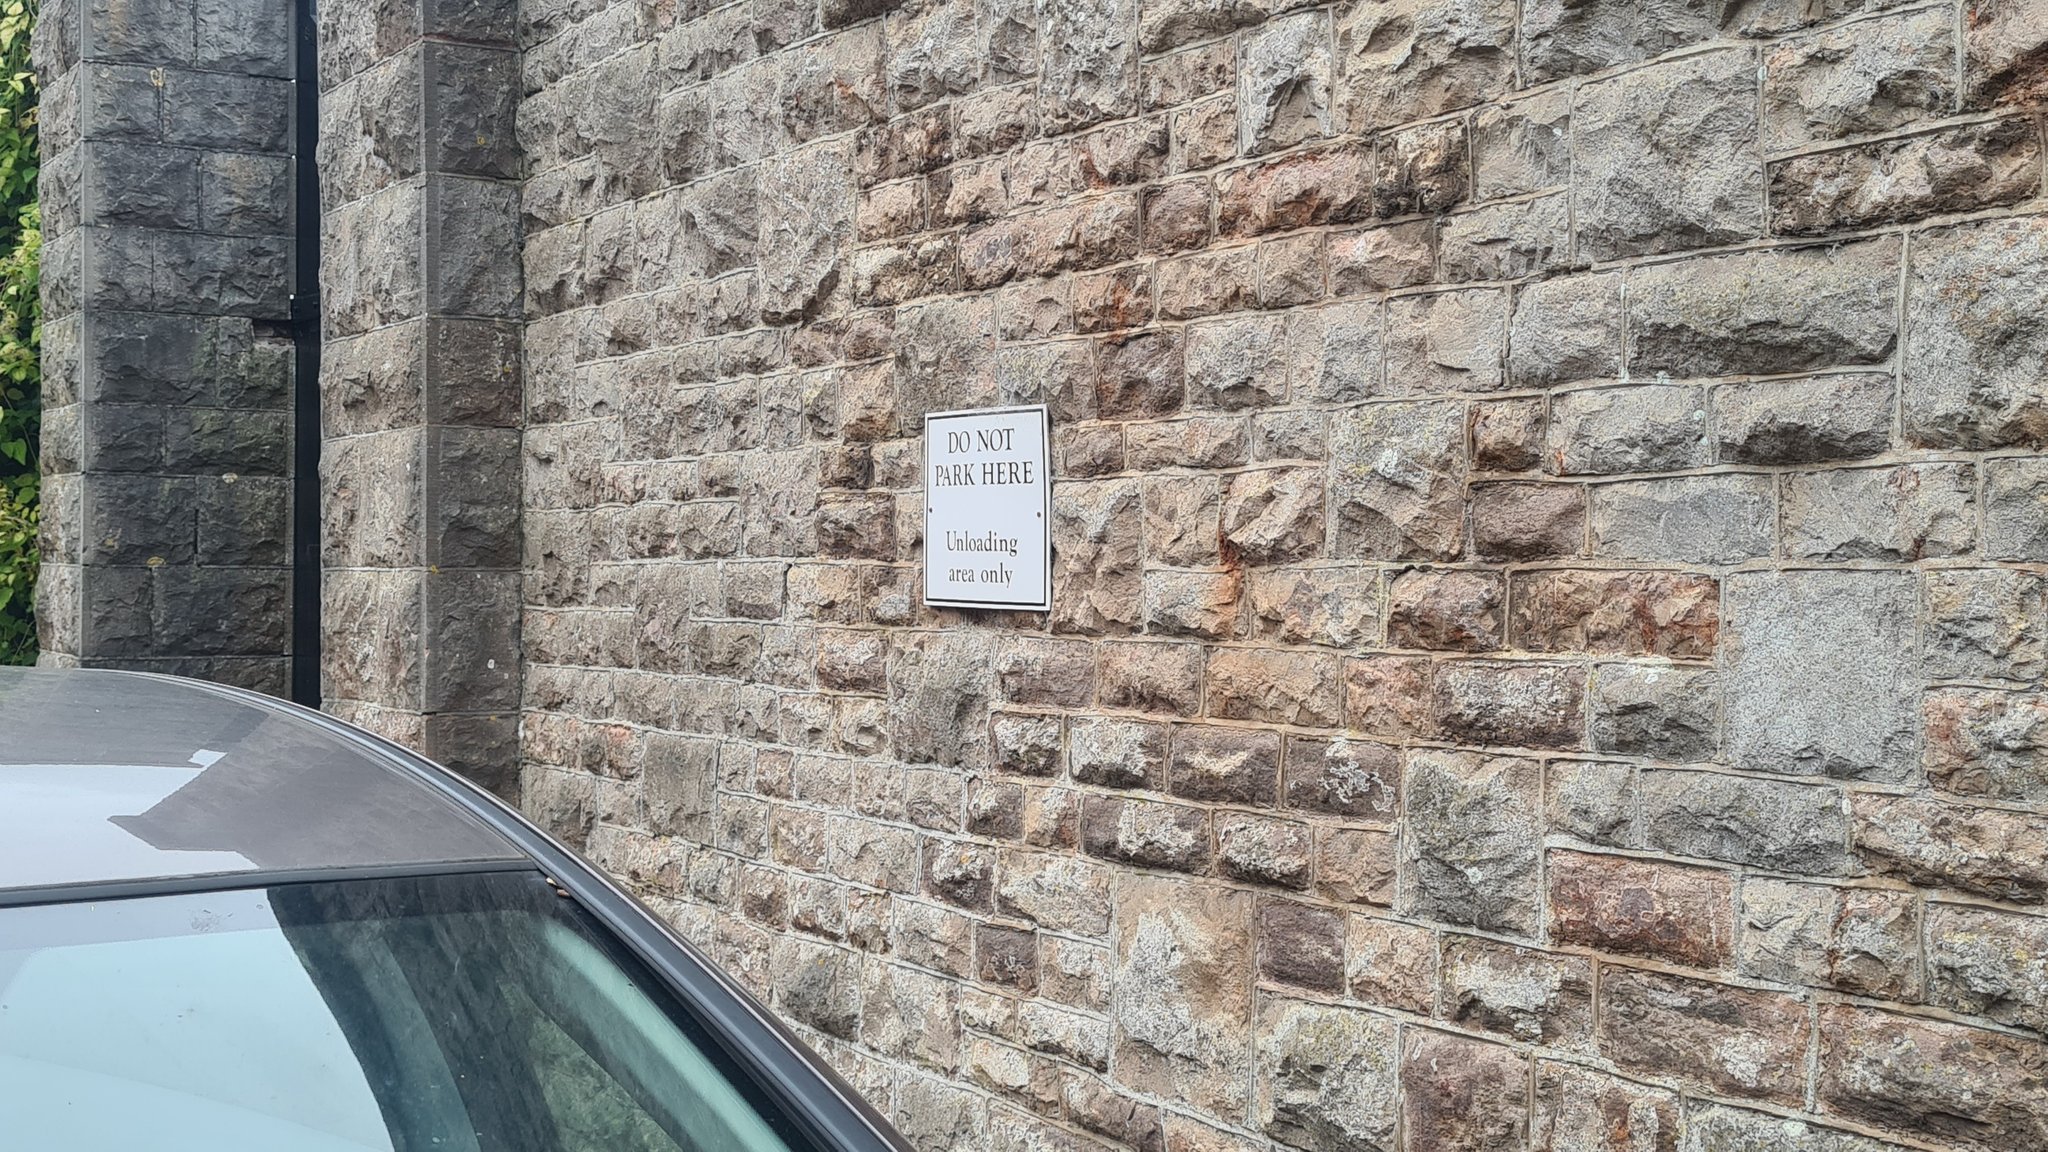 DO NOT
PARK HERE
Unloading
area only